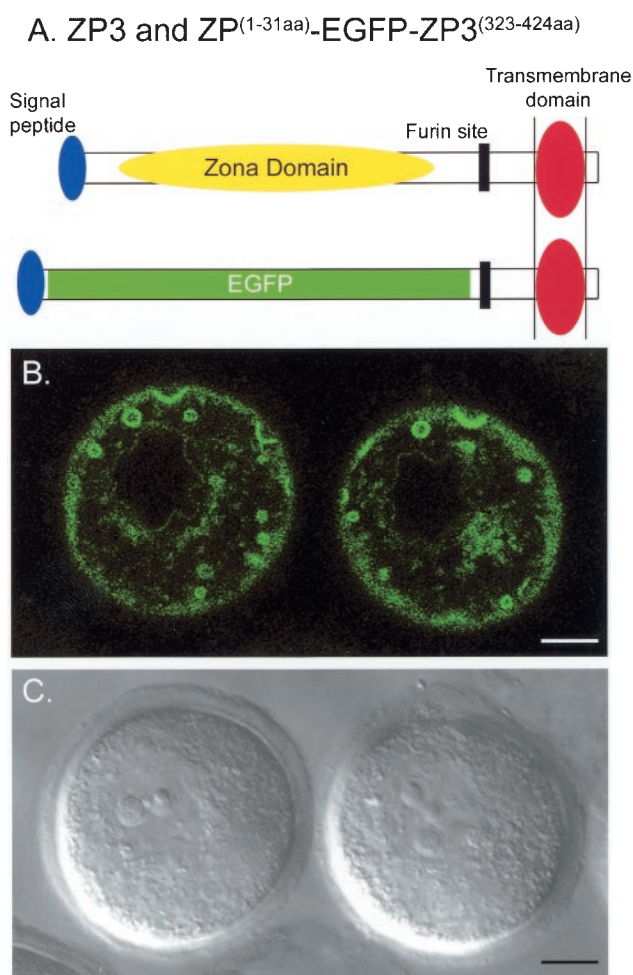 A. ZP3 and ZP(1-31aa)-EGFP-ZP3(323-424aa)
Transmembrane
domain
Signal
peptide
Furin site
Zona Domain
EGFP
B.
C.